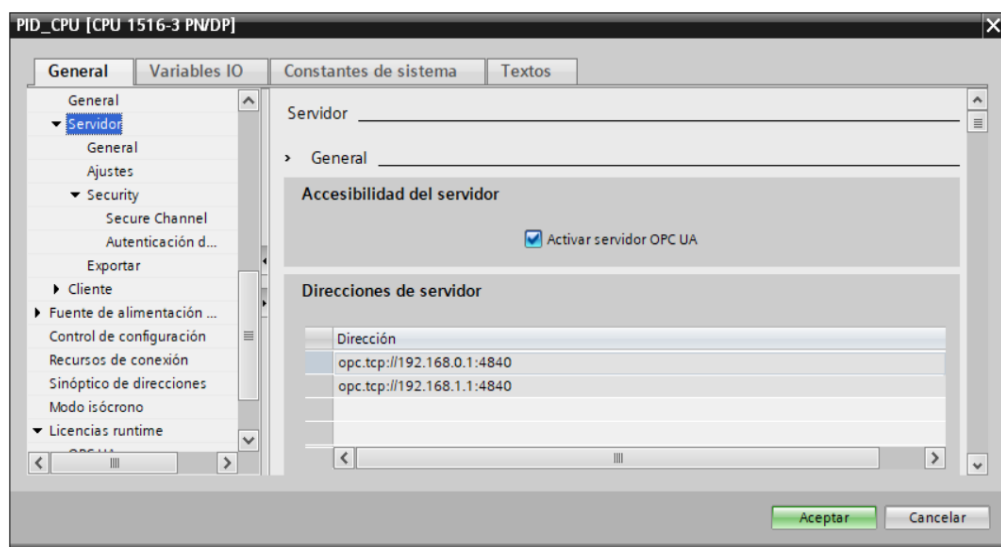 PID_CPU [CPU 1516-3 PN/DP]
General
Variables IO
Constantes de sistema
Textos
General
Servidor
General
Ajustes
Security
Secure Channel
Autenticación d...
Exportar
Cliente
Fuente de alimentación ...
Control de configuración
Recursos de conexión
Sinóptico de direcciones
Modo isócrono
Licencias runtime
OPC UA
Servidor
General
Accesibilidad del servidor
Activar servidor OPC UA
Direcciones de servidor
Dirección
opc.tcp://192.168.0.1:4840
opc.tcp://192.168.1.1:4840
Aceptar
Cancelar